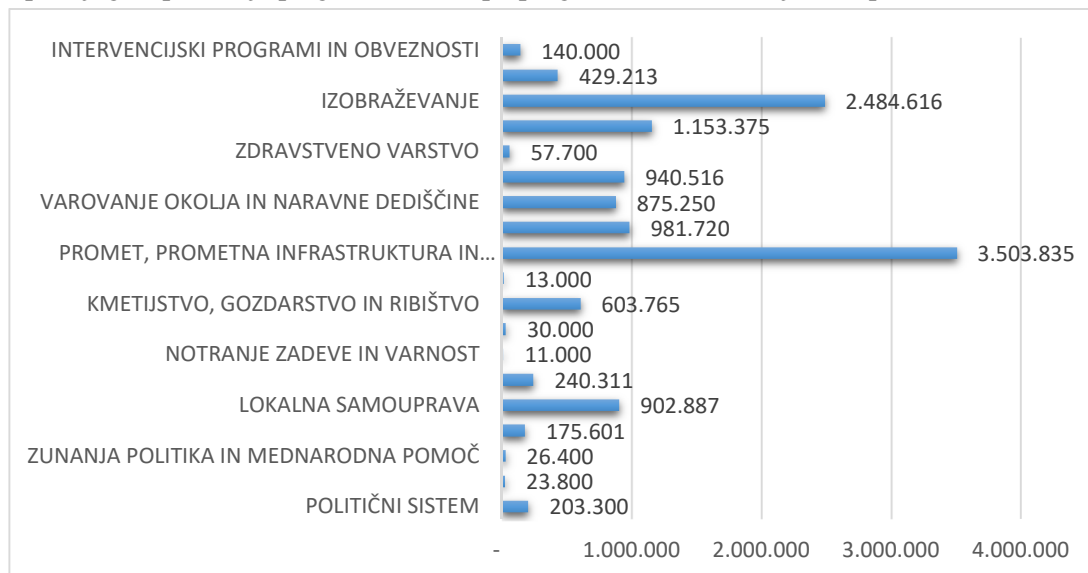 INTERVENCIJSKI PROGRAMI IN OBVEZNOSTI 140.000
429.213
IZOBRAŽEVANJE 2.484.616
1.153.375
ZDRAVSTVENO VARSTVO 57.700
940.516
VAROVANJE OKOLJA IN NARAVNE DEDIŠČINE 875.250
981.720
PROMET, PROMETNA INFRASTRUKTURA IN... 3.503.835
13.000
KMETIJSTVO, GOZDARSTVO IN RIBIŠTVO 603.765
30.000
NOTRANJE ZADEVE IN VARNOST 11.000
240.311
LOKALNA SAMOUPRAVA 902.887
175.601
ZUNANJA POLITIKA IN MEDNARODNA POMOČ 26.400
23.800
POLITIČNI SISTEM 203.300
- 1.000.000 2.000.000 3.000.000 4.000.000